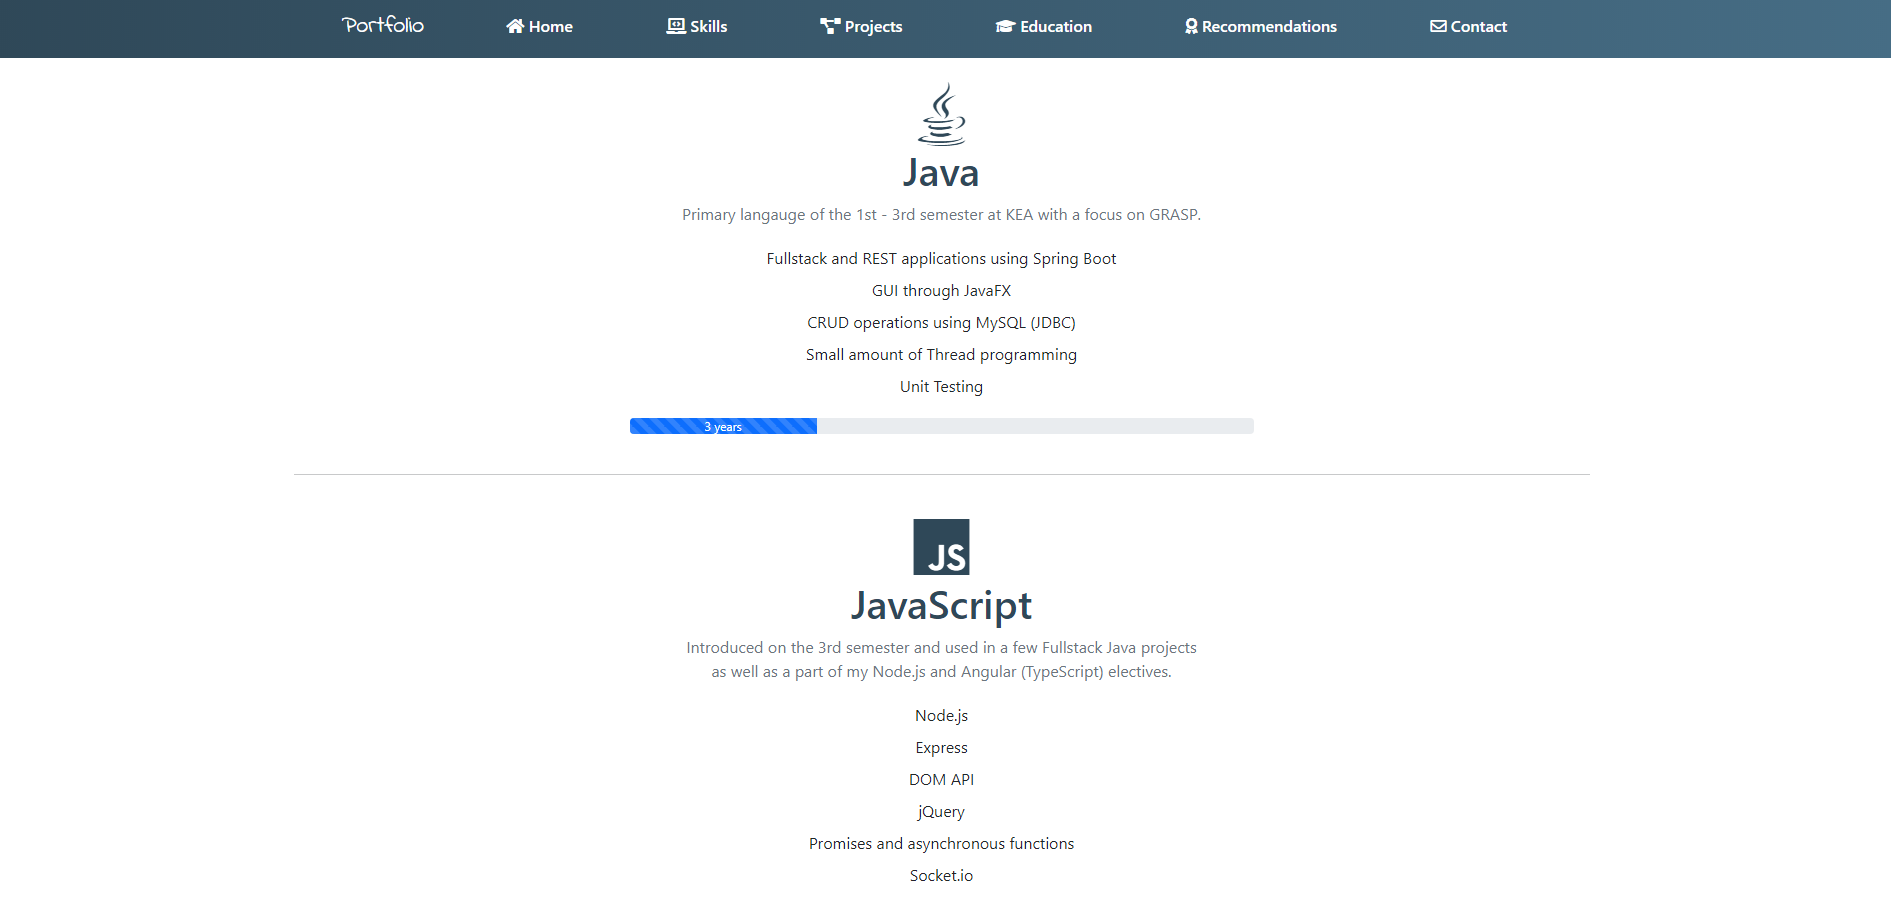 Portfolio Home Skills Projects Education Recommendations Contact
Java
Primary langauge of the 1st - 3rd semester at KEA with a focus on GRASP.
Fullstack and REST applications using Spring Boot
GUI through JavaFX
CRUD operations using MySQL (JDBC)
Small amount of Thread programming
Unit Testing
3 years
JS
JavaScript
Introduced on the 3rd semester and used in a few Fullstack Java projects
as well as a part of my Node.js and Angular (TypeScript) electives.
Node.js
Express
DOM API
jQuery
Promises and asynchronous functions
Socket.io